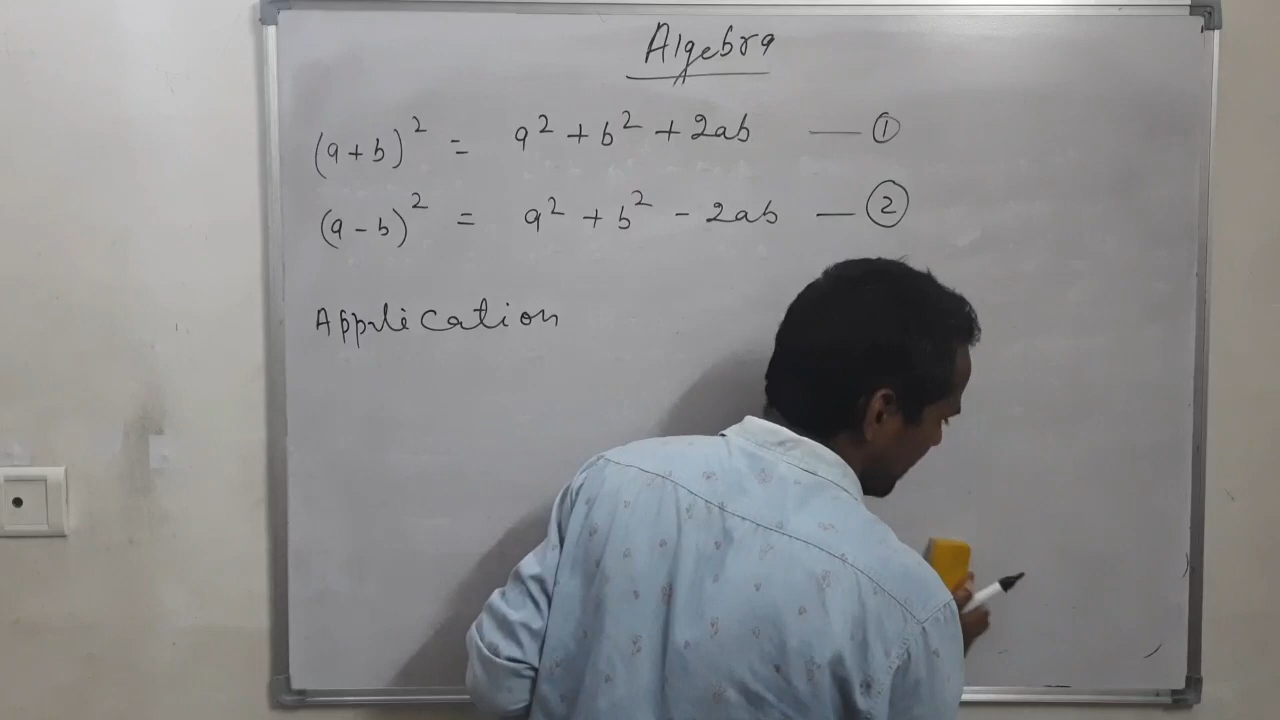 Algebra
(a+b)² = a² + b² + 2ab — ①
(a-b)² = a² + b² - 2ab — ②
Application